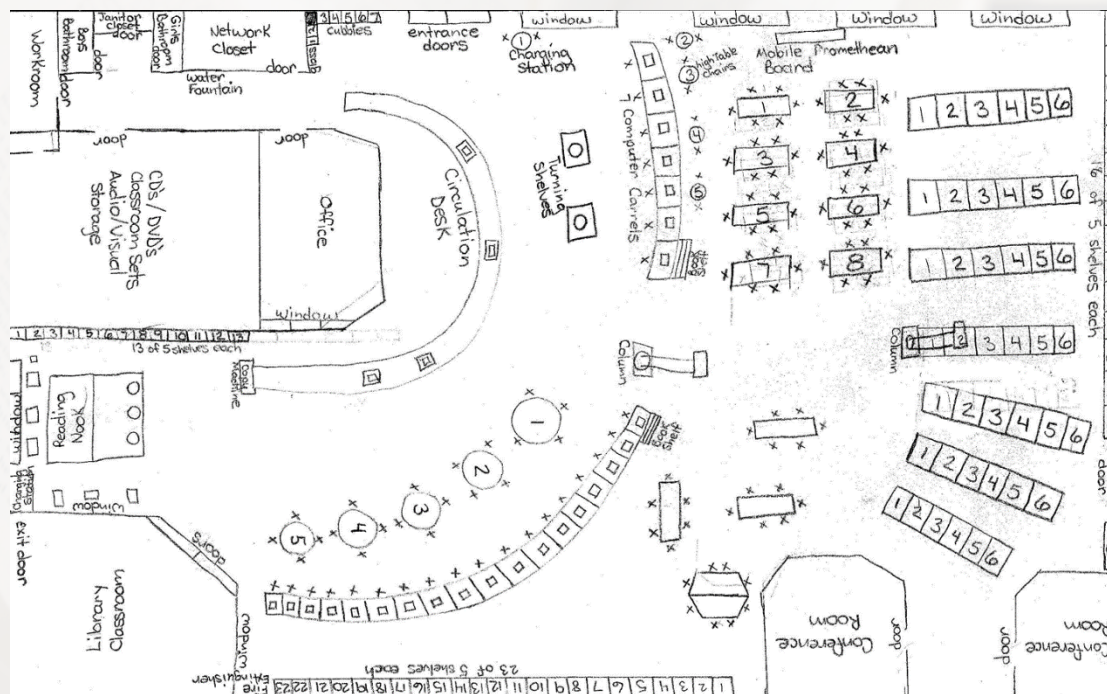 window
window
window
window
entrance doors
3 4 5 6 7
cubbies
Janitor closet door
Boys Bathroom door
door
Girls Bathroom door
Network Closet
door
water Fountain
Workroom
1
Charging Station
2
3
high Table chairs
4
5
Mobile Promethean Board
7 Computer Carrels
Book Shelf
Turning Shelves
1
2
3
4
5
6
7
8
1 2 3 4 5 6
1 2 3 4 5 6
1 2 3 4 5 6
3 4 5 6
1 2 3 4 5 6
1 2 3 4 5 6
1 2 3 4 5 6
16 of 5 shelves each
door
Column
Column
door
door
CDs / DVDs
Classroom Sets
Audio/Visual
Storage
Office
window
Circulation
DESK
1 2 3 4 5 6 7 8 9 10 11 12 13
13 of 5 shelves each
Copy Machine
Reading Nook
window
window
charging station
exit door
doors
Library Classroom
window
Fire Extinguisher
1
2
3
4
5
Book Shelf
23 of 5 shelves each
1 2 3 4 5 6 7 8 9 10 11 12 13 14 15 16 17 18 19 20 21 22 23
Conference Room
door
door
Conference Room